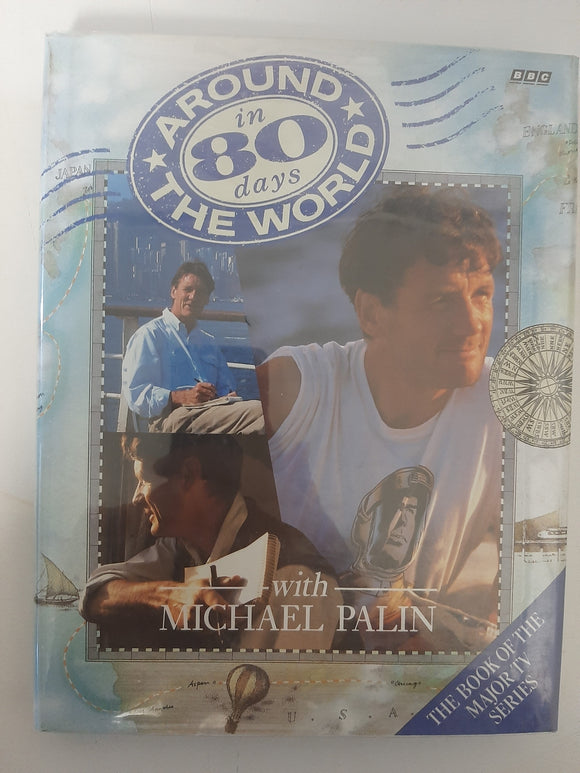 BBC
AROUND
in
80
days
THE WORLD
ENGLAND
JAPAN
with
MICHAEL PALIN
THE BOOK OF THE
MAJOR TV
SERIES
Aspen
U.S.A.